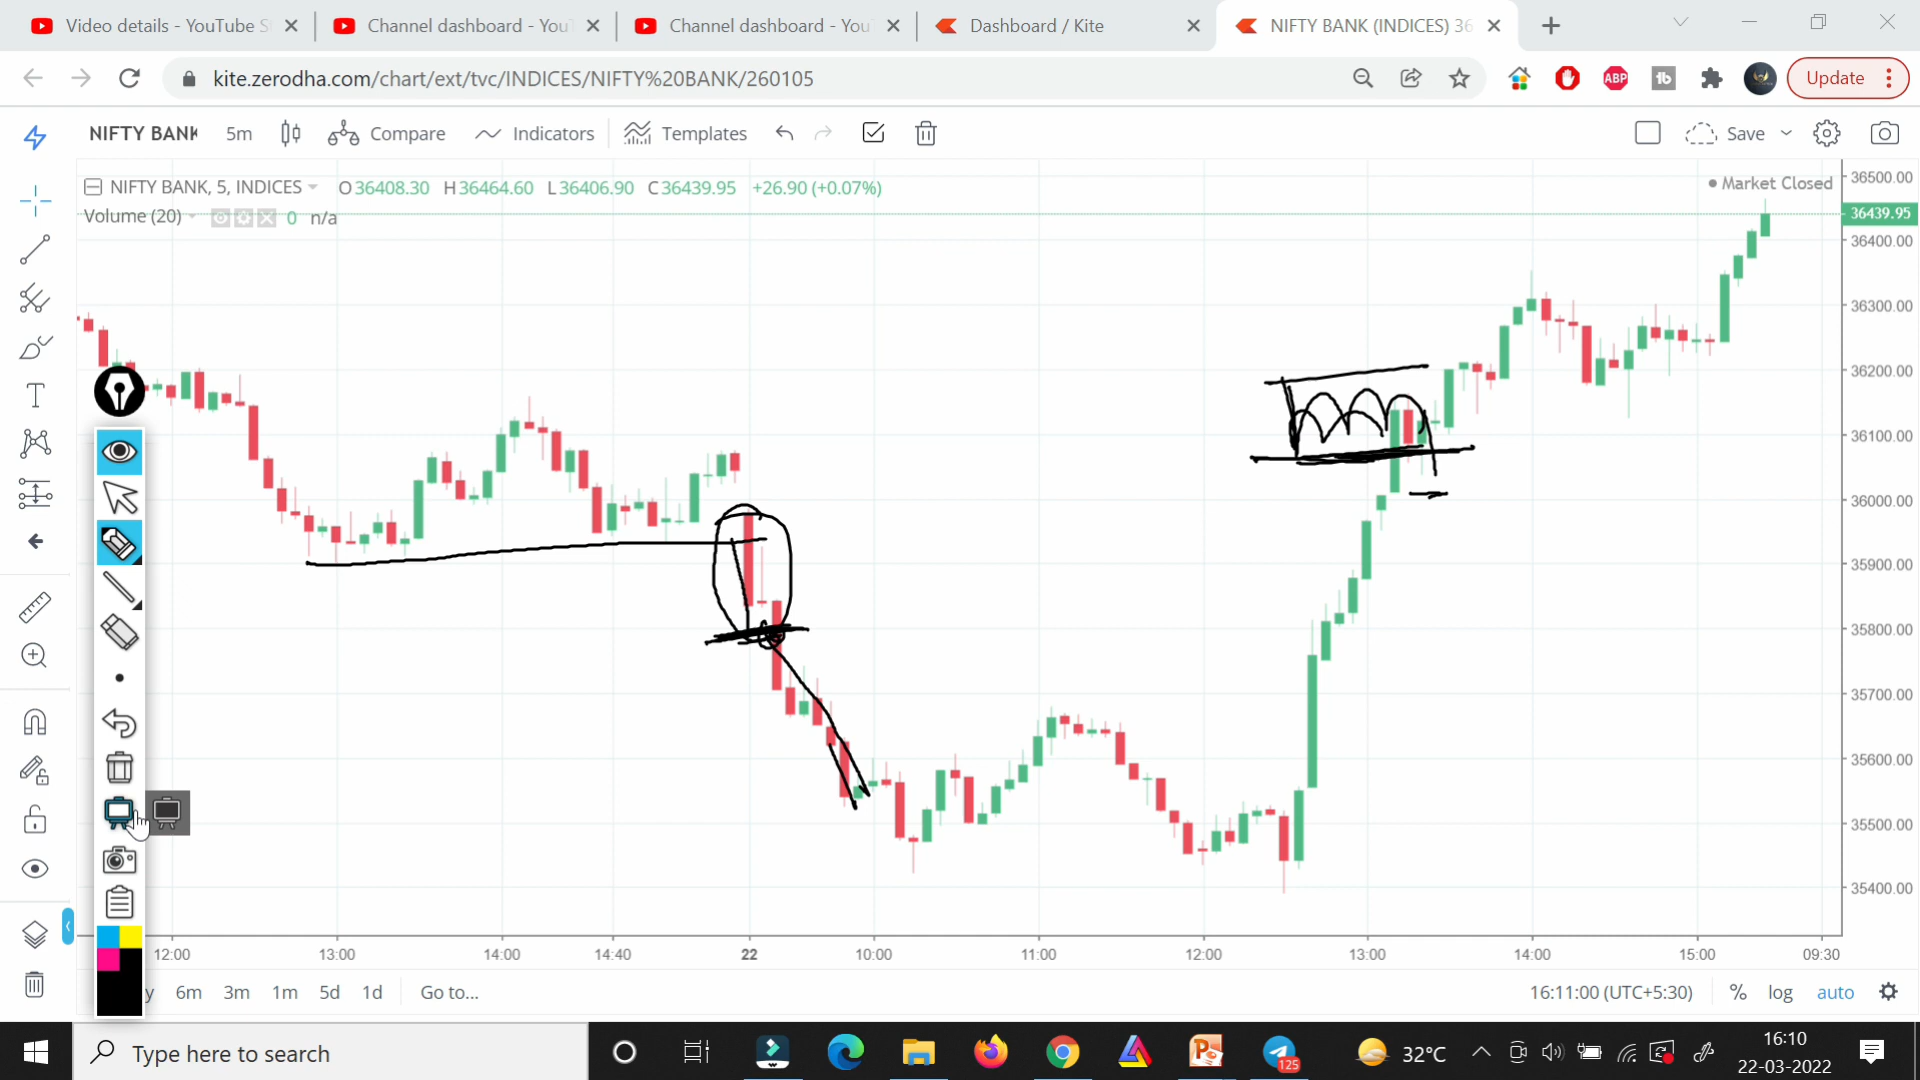 Video details - YouTube S
Channel dashboard - You
Channel dashboard - You
Dashboard / Kite
NIFTY BANK (INDICES) 36
kite.zerodha.com/chart/ext/tvc/INDICES/NIFTY%20BANK/260105
ABP
Update
NIFTY BANK
5m
Compare
Indicators
Templates
Save
NIFTY BANK, 5, INDICES
O36408.30 H36464.60 L36406.90 C36439.95 +26.90 (+0.07%)
Market Closed
Volume (20)
0 n/a
36500.00
36439.95
36400.00
36300.00
36200.00
36100.00
36000.00
35900.00
35800.00
35700.00
35600.00
35500.00
35400.00
12:00 13:00 14:00 14:40 22 10:00 11:00 12:00 13:00 14:00 15:00 09:30
y 6m 3m 1m 5d 1d Go to...
16:11:00 (UTC+5:30) % log auto
Type here to search
125
32°C
16:10
22-03-2022